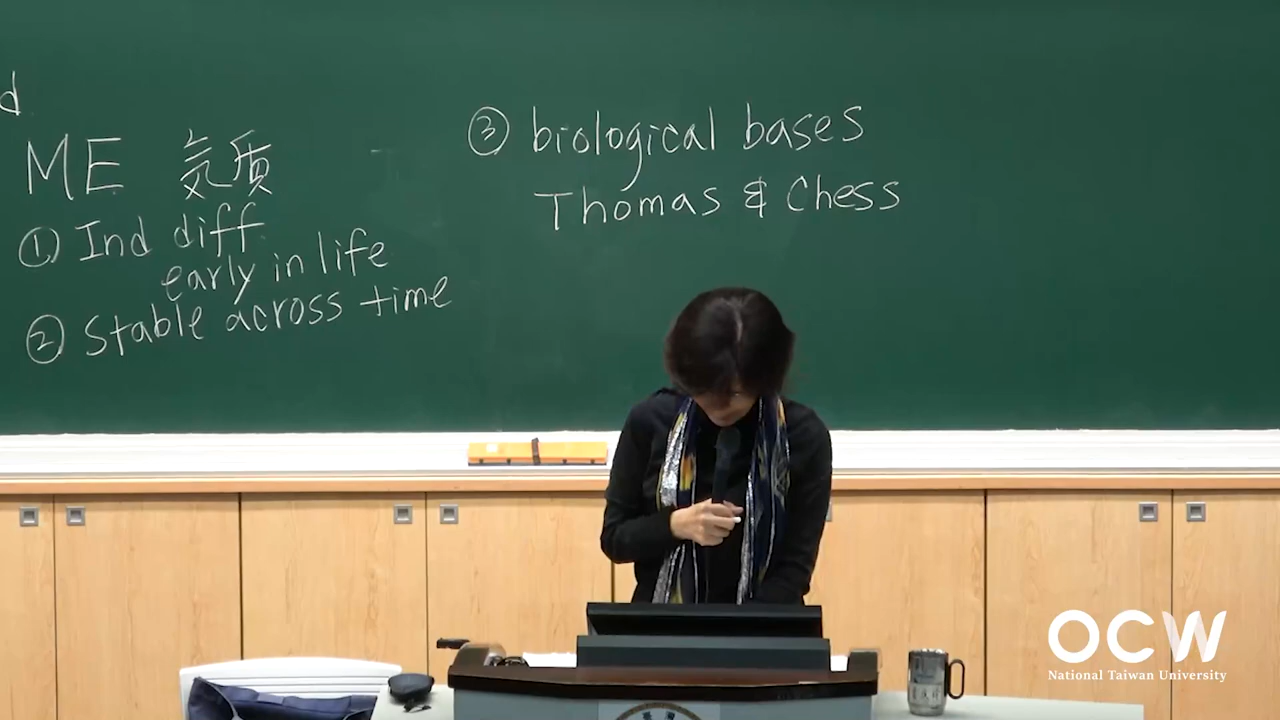 d
ME 気质
① Ind diff
early in life
② Stable across time
③ biological bases
Thomas & Chess
OCW
National Taiwan University